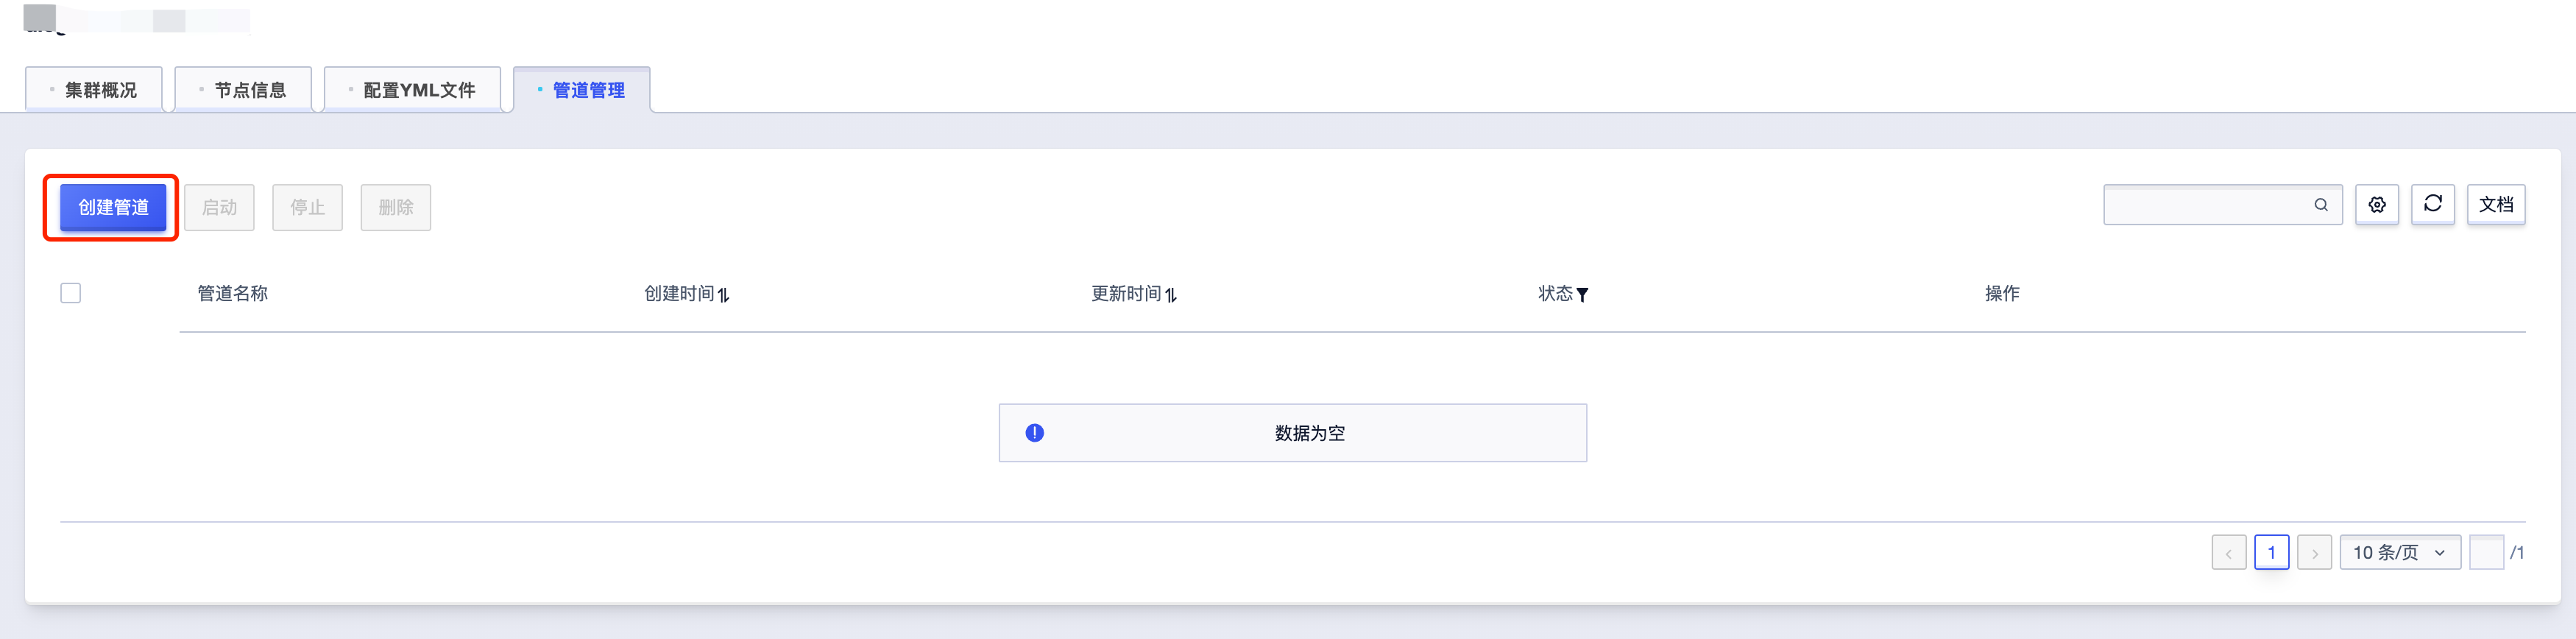 集群概况 节点信息 配置YML文件 管道管理
创建管道 启动 停止 删除 文档
管道名称 创建时间 更新时间 状态 操作
数据为空
1 10 条/页 /1